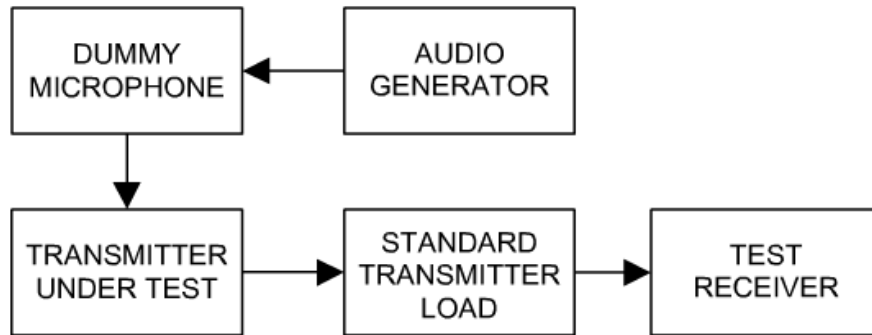 DUMMY
MICROPHONE
AUDIO
GENERATOR
TRANSMITTER
UNDER TEST
STANDARD
TRANSMITTER
LOAD
TEST
RECEIVER